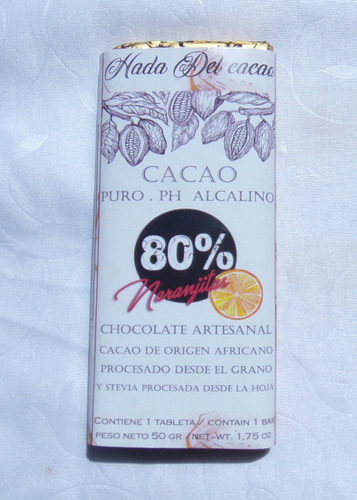 Nada Del cacao
CACAO
PURO . PH ALCALINO
80%
Naranjitas
CHOCOLATE ARTESANAL
CACAO DE ORIGEN AFRICANO
PROCESADO DESDE EL GRANO
Y STEVIA PROCESADA DESDE LA HOJA
CONTIENE 1 TABLETA / CONTAIN 1 BAR
PESO NETO 50 GR / NET-WT. 1,75 OZ